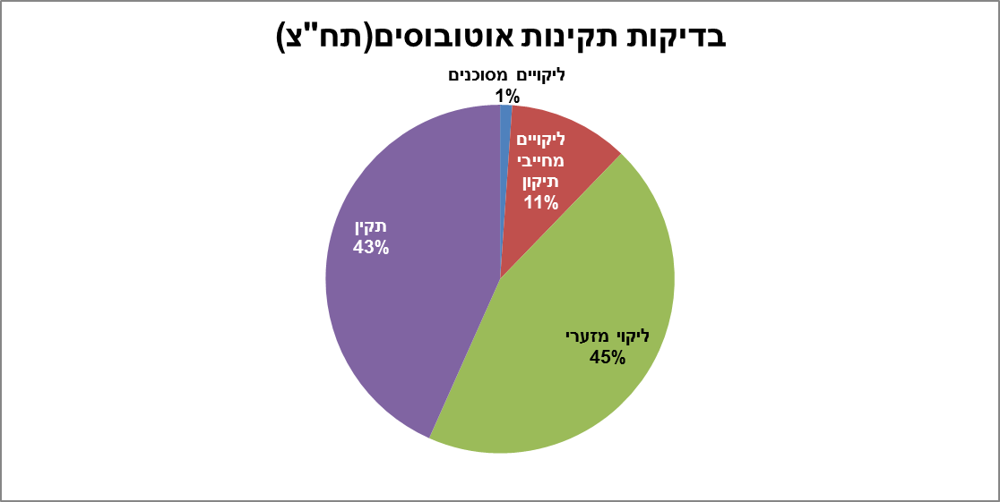 בדיקות תקינות אוטובוסים(תח"צ)
ליקויים מסוכנים
1%
ליקויים
מחייבי
תיקון
11%
תקין
43%
ליקוי מזערי
45%